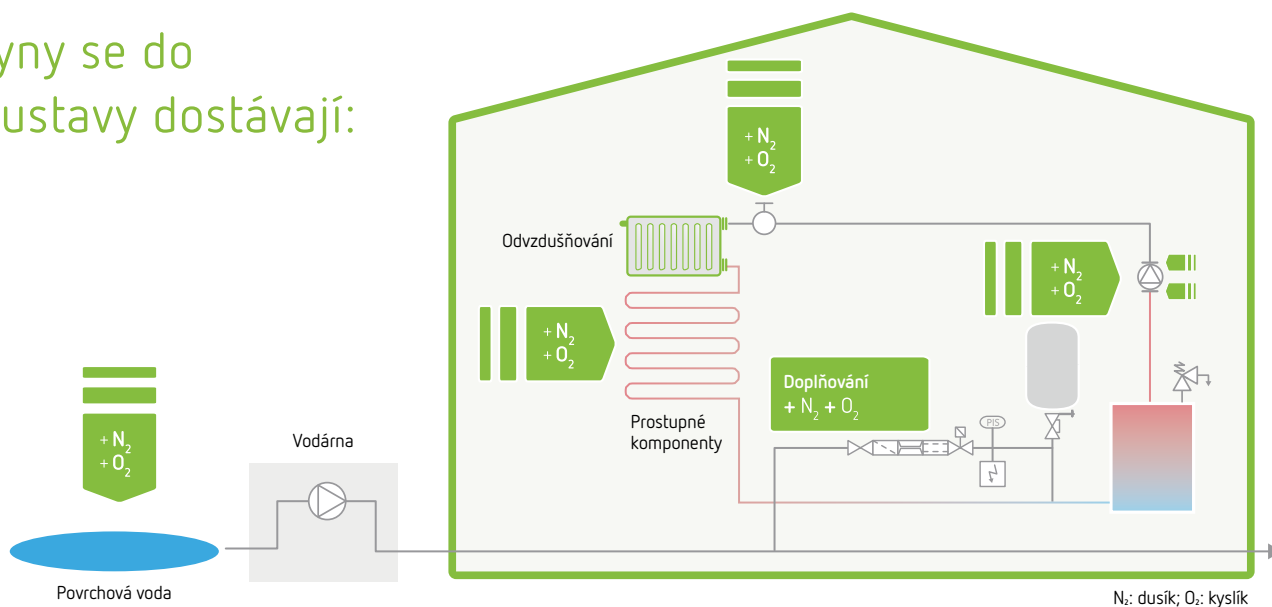 yny se do
ustavy dostávají:
+ N₂
+ O₂
Odvzdušňování
+ N₂
+ O₂
+ N₂
+ O₂
Doplňování
+ N₂ + O₂
Prostupné
komponenty
PIS
+ N₂
+ O₂
Vodárna
Povrchová voda
N₂: dusík; O₂: kyslík